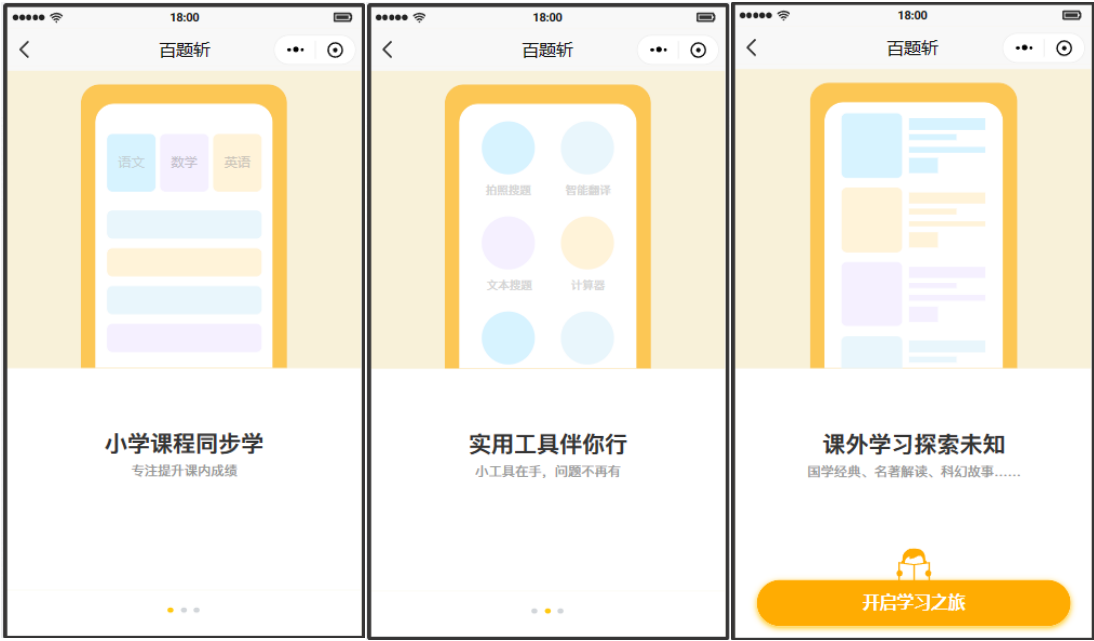 18:00
百题斩
语文 数学 英语
小学课程同步学
专注提升课内成绩
18:00
百题斩
拍照搜题 智能翻译
文本搜题 计算器
实用工具伴你行
小工具在手，问题不再有
18:00
百题斩
课外学习探索未知
国学经典、名著解读、科幻故事……
开启学习之旅